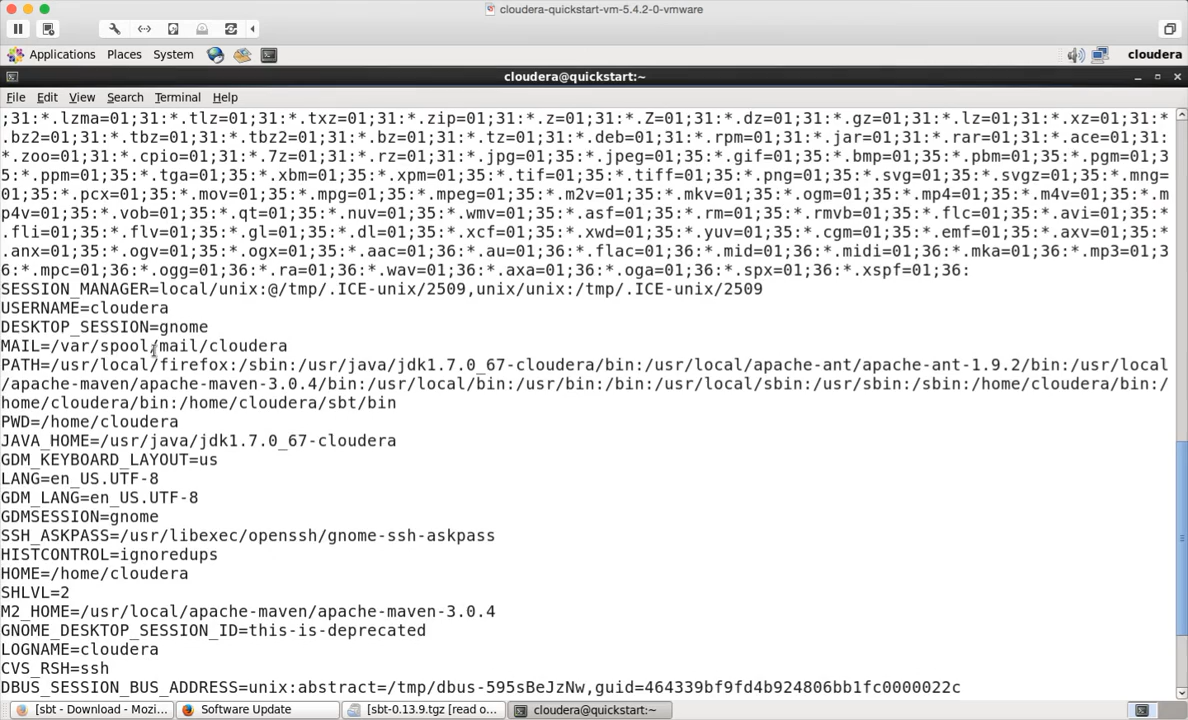 cloudera-quickstart-vm-5.4.2-0-vmware
Applications Places System cloudera
cloudera@quickstart:~
File Edit View Search Terminal Help
;31:*.lzma=01;31:*.tlz=01;31:*.txz=01;31:*.zip=01;31:*.z=01;31:*.Z=01;31:*.dz=01;31:*.gz=01;31:*.lz=01;31:*.xz=01;31:*
.bz2=01;31:*.tbz=01;31:*.tbz2=01;31:*.bz=01;31:*.tz=01;31:*.deb=01;31:*.rpm=01;31:*.jar=01;31:*.rar=01;31:*.ace=01;31:
*.zoo=01;31:*.cpio=01;31:*.7z=01;31:*.rz=01;31:*.jpg=01;35:*.jpeg=01;35:*.gif=01;35:*.bmp=01;35:*.pbm=01;35:*.pgm=01;3
5:*.ppm=01;35:*.tga=01;35:*.xbm=01;35:*.xpm=01;35:*.tif=01;35:*.tiff=01;35:*.png=01;35:*.svg=01;35:*.svgz=01;35:*.mng=
01;35:*.pcx=01;35:*.mov=01;35:*.mpg=01;35:*.mpeg=01;35:*.m2v=01;35:*.mkv=01;35:*.ogm=01;35:*.mp4=01;35:*.m4v=01;35:*.m
p4v=01;35:*.vob=01;35:*.qt=01;35:*.nuv=01;35:*.wmv=01;35:*.asf=01;35:*.rm=01;35:*.rmvb=01;35:*.flc=01;35:*.avi=01;35:*
.fli=01;35:*.flv=01;35:*.gl=01;35:*.dl=01;35:*.xcf=01;35:*.xwd=01;35:*.yuv=01;35:*.cgm=01;35:*.emf=01;35:*.axv=01;35:*
.anx=01;35:*.ogv=01;35:*.ogx=01;35:*.aac=01;36:*.au=01;36:*.flac=01;36:*.mid=01;36:*.midi=01;36:*.mka=01;36:*.mp3=01;3
6:*.mpc=01;36:*.ogg=01;36:*.ra=01;36:*.wav=01;36:*.axa=01;36:*.oga=01;36:*.spx=01;36:*.xspf=01;36:
SESSION_MANAGER=local/unix:@/tmp/.ICE-unix/2509,unix/unix:/tmp/.ICE-unix/2509
USERNAME=cloudera
DESKTOP_SESSION=gnome
MAIL=/var/spool/mail/cloudera
PATH=/usr/local/firefox:/sbin:/usr/java/jdk1.7.0_67-cloudera/bin:/usr/local/apache-ant/apache-ant-1.9.2/bin:/usr/local
/apache-maven/apache-maven-3.0.4/bin:/usr/local/bin:/usr/bin:/bin:/usr/local/sbin:/usr/sbin:/sbin:/home/cloudera/bin:/
home/cloudera/bin:/home/cloudera/sbt/bin
PWD=/home/cloudera
JAVA_HOME=/usr/java/jdk1.7.0_67-cloudera
GDM_KEYBOARD_LAYOUT=us
LANG=en_US.UTF-8
GDM_LANG=en_US.UTF-8
GDMSESSION=gnome
SSH_ASKPASS=/usr/libexec/openssh/gnome-ssh-askpass
HISTCONTROL=ignoredups
HOME=/home/cloudera
SHLVL=2
M2_HOME=/usr/local/apache-maven/apache-maven-3.0.4
GNOME_DESKTOP_SESSION_ID=this-is-deprecated
LOGNAME=cloudera
CVS_RSH=ssh
DBUS_SESSION_BUS_ADDRESS=unix:abstract=/tmp/dbus-595sBeJzNw,guid=464339bf9fd4b924806bb1fc0000022c
[sbt - Download - Mozi... Software Update [sbt-0.13.9.tgz [read o... cloudera@quickstart:~